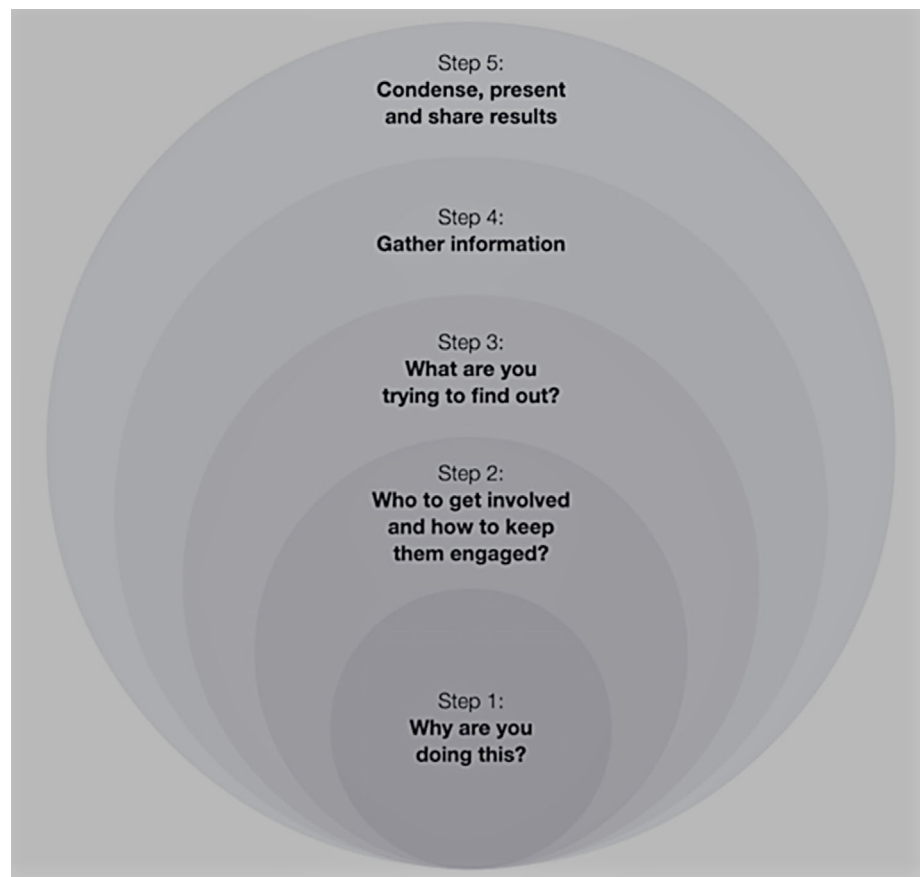 Step 5:
Condense, present
and share results
Step 4:
Gather information
Step 3:
What are you
trying to find out?
Step 2:
Who to get involved
and how to keep
them engaged?
Step 1:
Why are you
doing this?